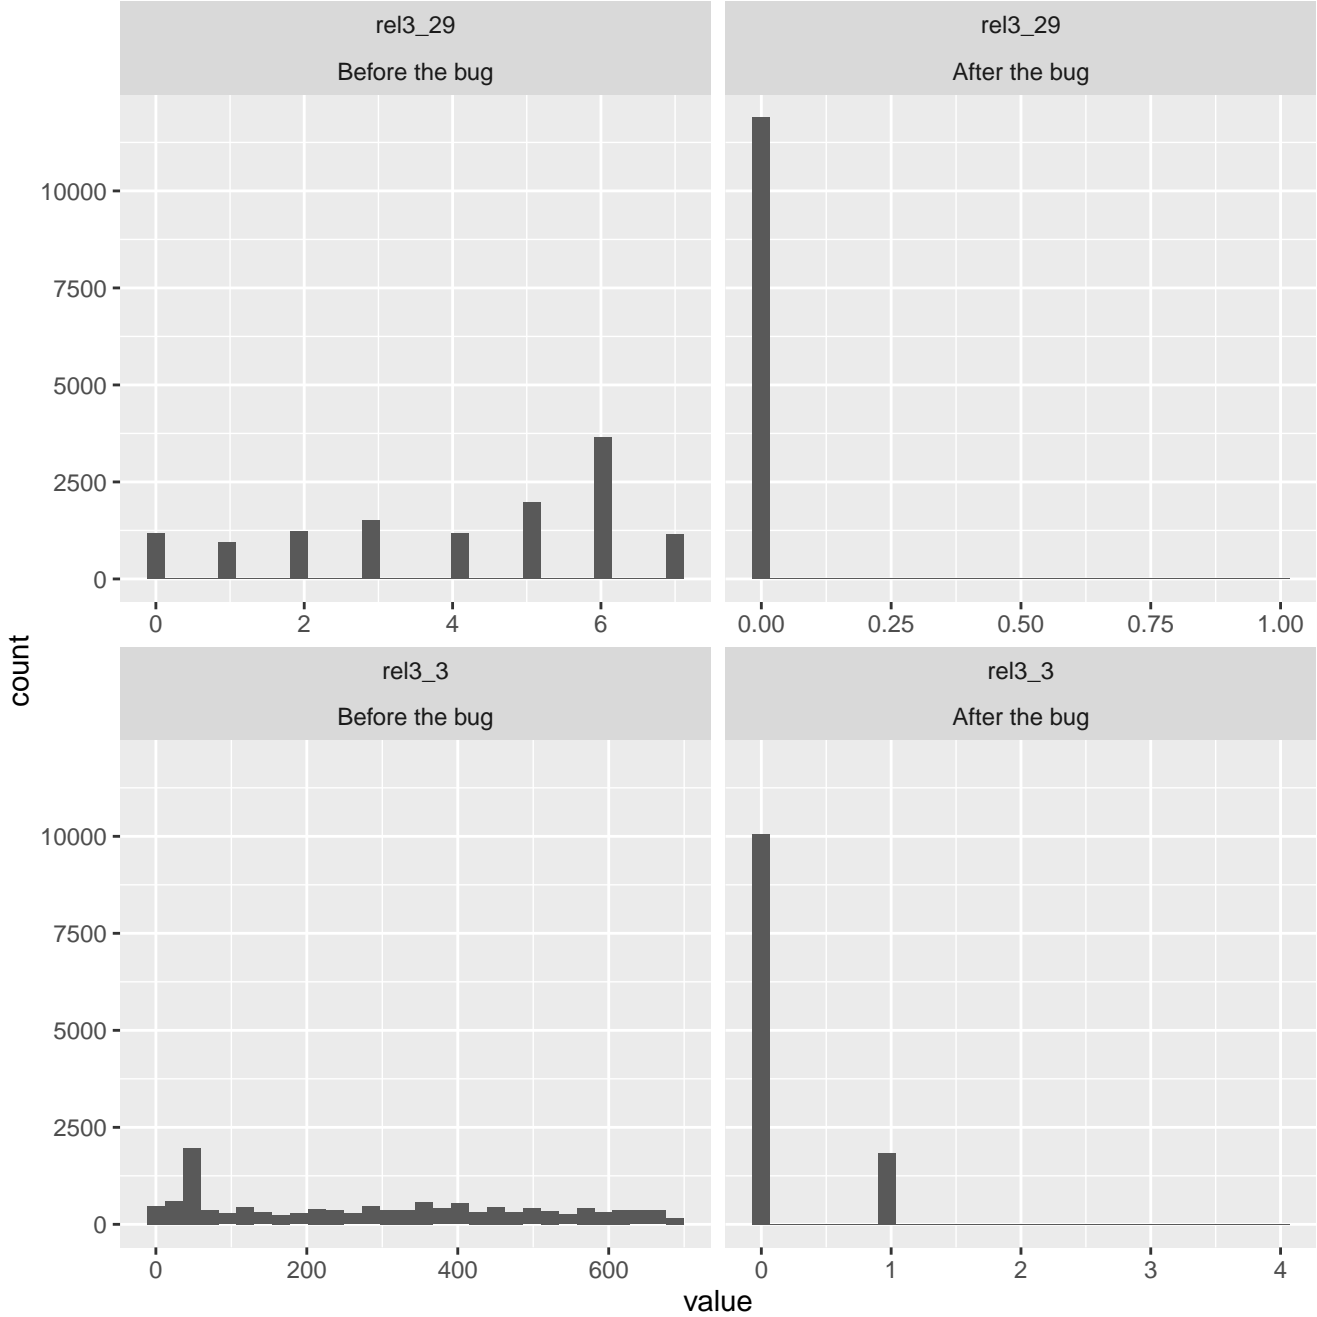 rel3_29
Before the bug
rel3_29
After the bug
10000
7500
5000
2500
0
0 2 4 6
0.00 0.25 0.50 0.75 1.00
count
rel3_3
Before the bug
rel3_3
After the bug
10000
7500
5000
2500
0
0 200 400 600
0 1 2 3 4
value